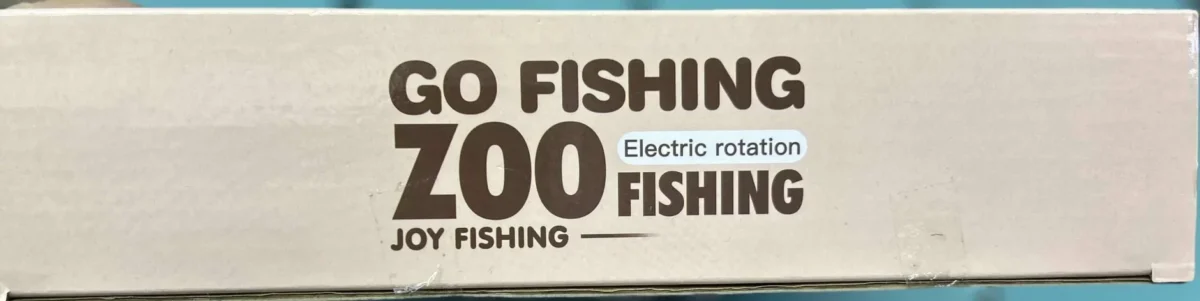 GO FISHING
ZOO
Electric rotation
FISHING
JOY FISHING